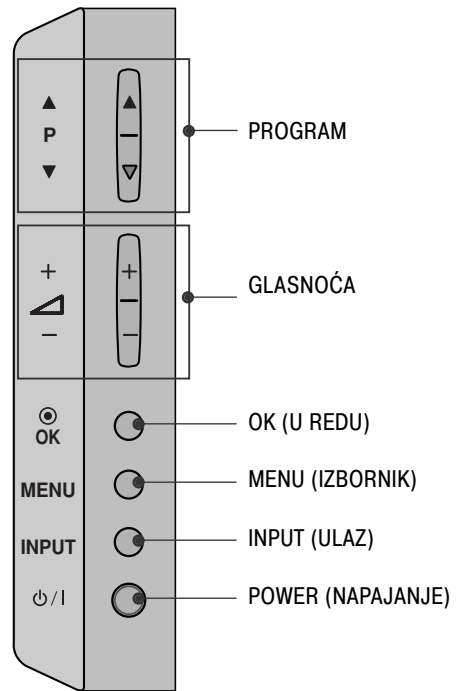 ▲
P
▼
PROGRAM
+
−
+
−
GLASNOĆA
OK
OK (U REDU)
MENU
MENU (IZBORNIK)
INPUT
INPUT (ULAZ)
⏻/I
POWER (NAPAJANJE)